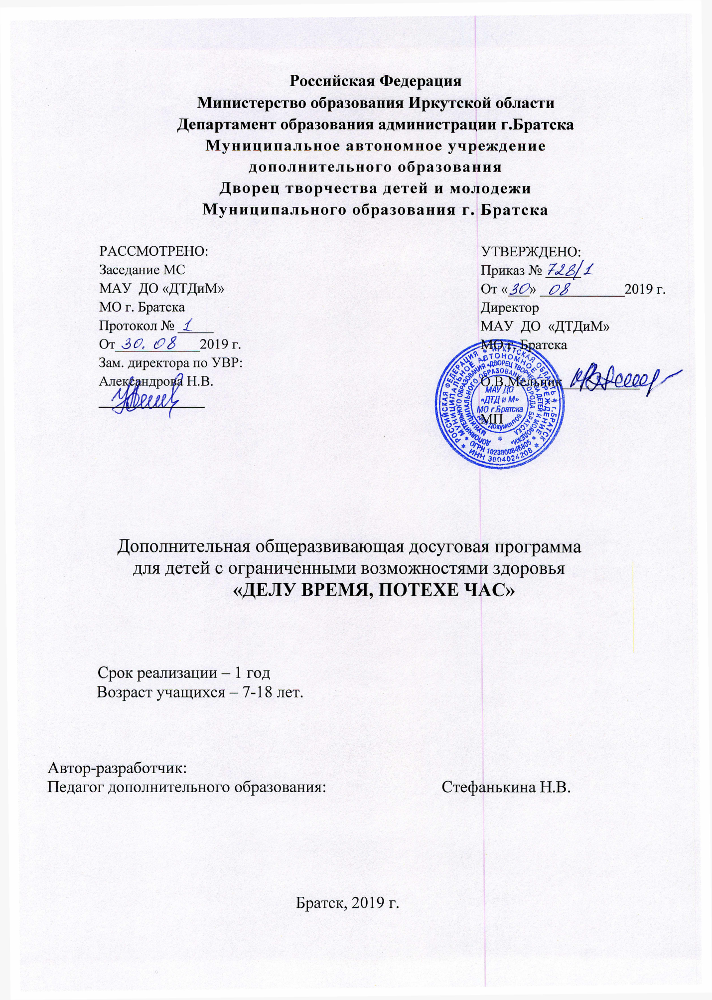 Российская Федерация
Министерство образования Иркутской области
Департамент образования администрации г.Братска
Муниципальное автономное учреждение
дополнительного образования
Дворец творчества детей и молодежи
Муниципального образования г. Братска
РАССМОТРЕНО:
Заседание МС
МАУ ДО «ДТДиМ»
МО г. Братска
Протокол № 1
От 30. 08 2019 г.
Зам. директора по УВР:
Александрова Н.В.
УТВЕРЖДЕНО:
Приказ № 728/1
От «30» 08 2019 г.
Директор
МАУ ДО «ДТДиМ»
МО г. Братска
О.В.Мельник
МП
* РОССИЙСКАЯ ФЕДЕРАЦИЯ * ИРКУТСКАЯ ОБЛАСТЬ * г.БРАТСК *
ИНН 3804024208
* МУНИЦИПАЛЬНОЕ АВТОНОМНОЕ УЧРЕЖДЕНИЕ *
ОГРН 1023800846805
ДОПОЛНИТЕЛЬНОГО ОБРАЗОВАНИЯ «ДВОРЕЦ ТВОРЧЕСТВА ДЕТЕЙ И МОЛОДЕЖИ»
МУНИЦИПАЛЬНОГО ОБРАЗОВАНИЯ ГОРОДА БРАТСКА
МАУ ДО
«ДТД и М»
МО г.Братска
для документов
Дополнительная общеразвивающая досуговая программа
для детей с ограниченными возможностями здоровья
«ДЕЛУ ВРЕМЯ, ПОТЕХЕ ЧАС»
Срок реализации – 1 год
Возраст учащихся – 7-18 лет.
Автор-разработчик:
Педагог дополнительного образования: Стефанькина Н.В.
Братск, 2019 г.